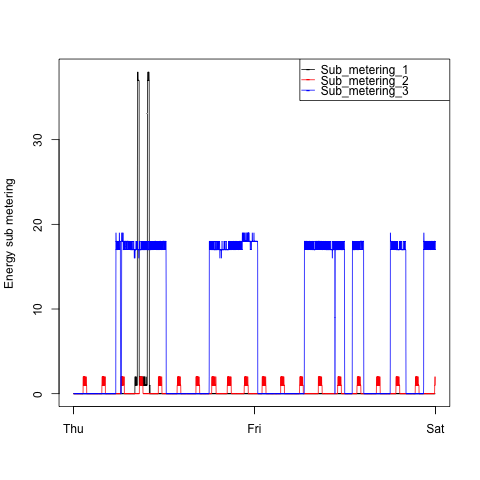 Sub_metering_1
Sub_metering_2
Sub_metering_3
Energy sub metering
30
20
10
0
Thu Fri Sat